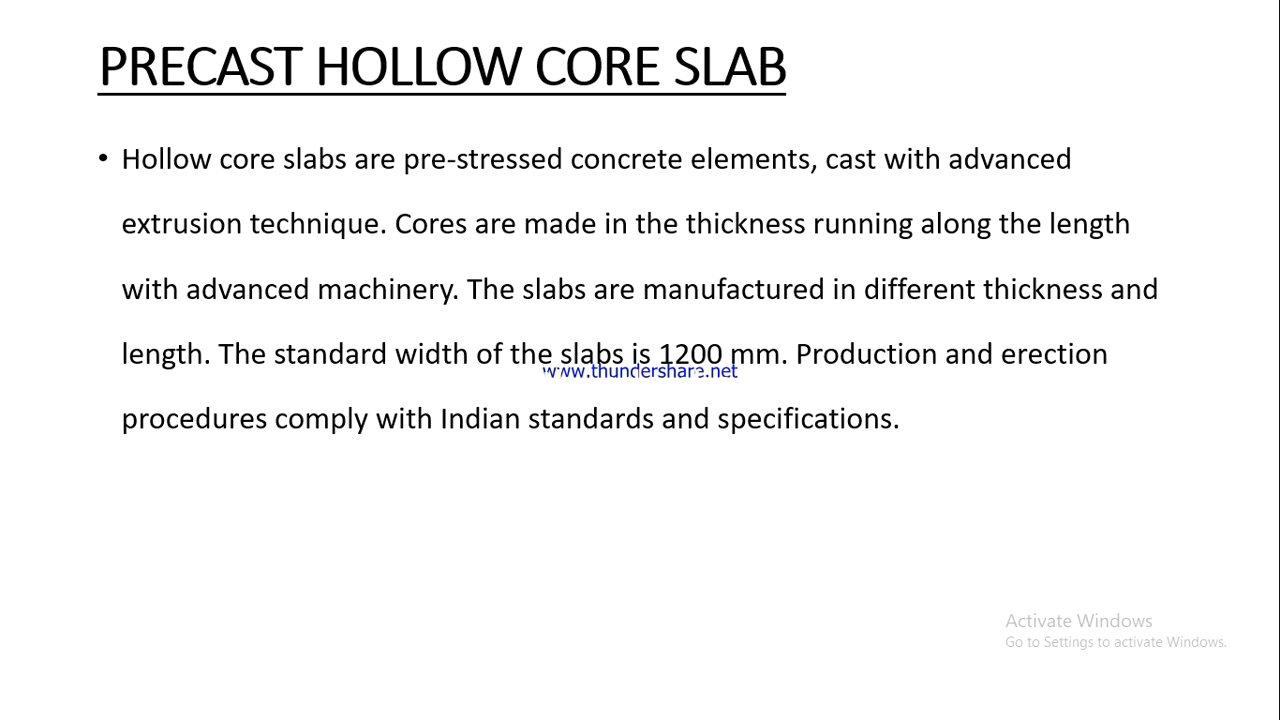 PRECAST HOLLOW CORE SLAB
• Hollow core slabs are pre-stressed concrete elements, cast with advanced
extrusion technique. Cores are made in the thickness running along the length
with advanced machinery. The slabs are manufactured in different thickness and
length. The standard width of the slabs is 1200 mm. Production and erection
www.thundershare.net
procedures comply with Indian standards and specifications.
Activate Windows
Go to Settings to activate Windows.